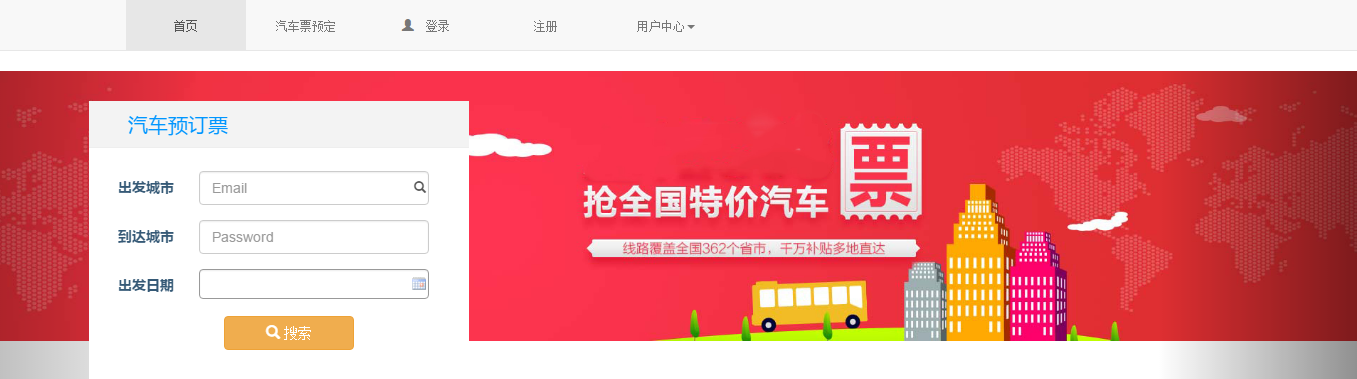 首页 汽车票预定 登录 注册 用户中心
汽车预订票
出发城市 Email
到达城市 Password
出发日期
搜索
抢全国特价汽车票
线路覆盖全国362个省市，千万补贴多地直达